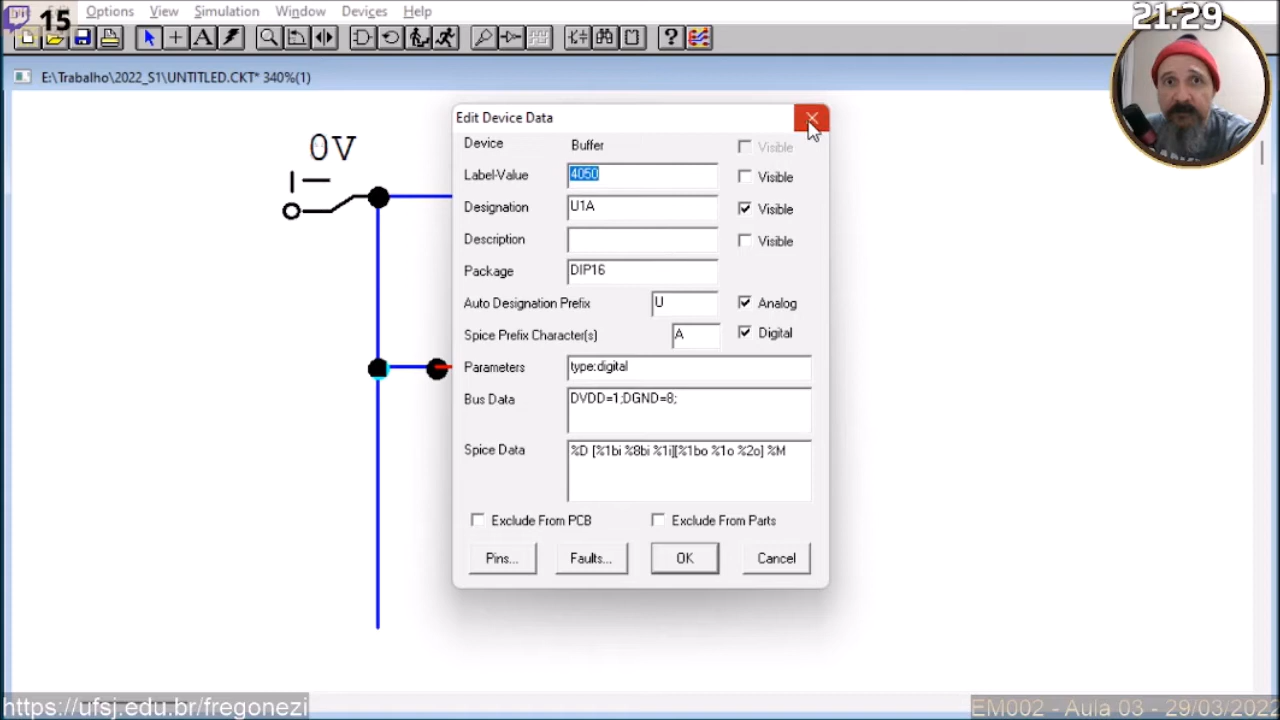 15
Options View Simulation Window Devices Help
21:29
E:\Trabalho\2022_S1\UNTITLED.CKT* 340%(1)
0V
Edit Device Data
Device Buffer Visible
Label-Value 4050 Visible
Designation U1A Visible
Description Visible
Package DIP16
Auto Designation Prefix U Analog
Spice Prefix Character(s) A Digital
Parameters type:digital
Bus Data DVDD=1;DGND=8;
Spice Data %D [%1bi %8bi %1i][%1bo %1o %2o] %M
Exclude From PCB Exclude From Parts
Pins... Faults... OK Cancel
https://ufsj.edu.br/fregonezi
EM002 - Aula 03 - 29/03/2022